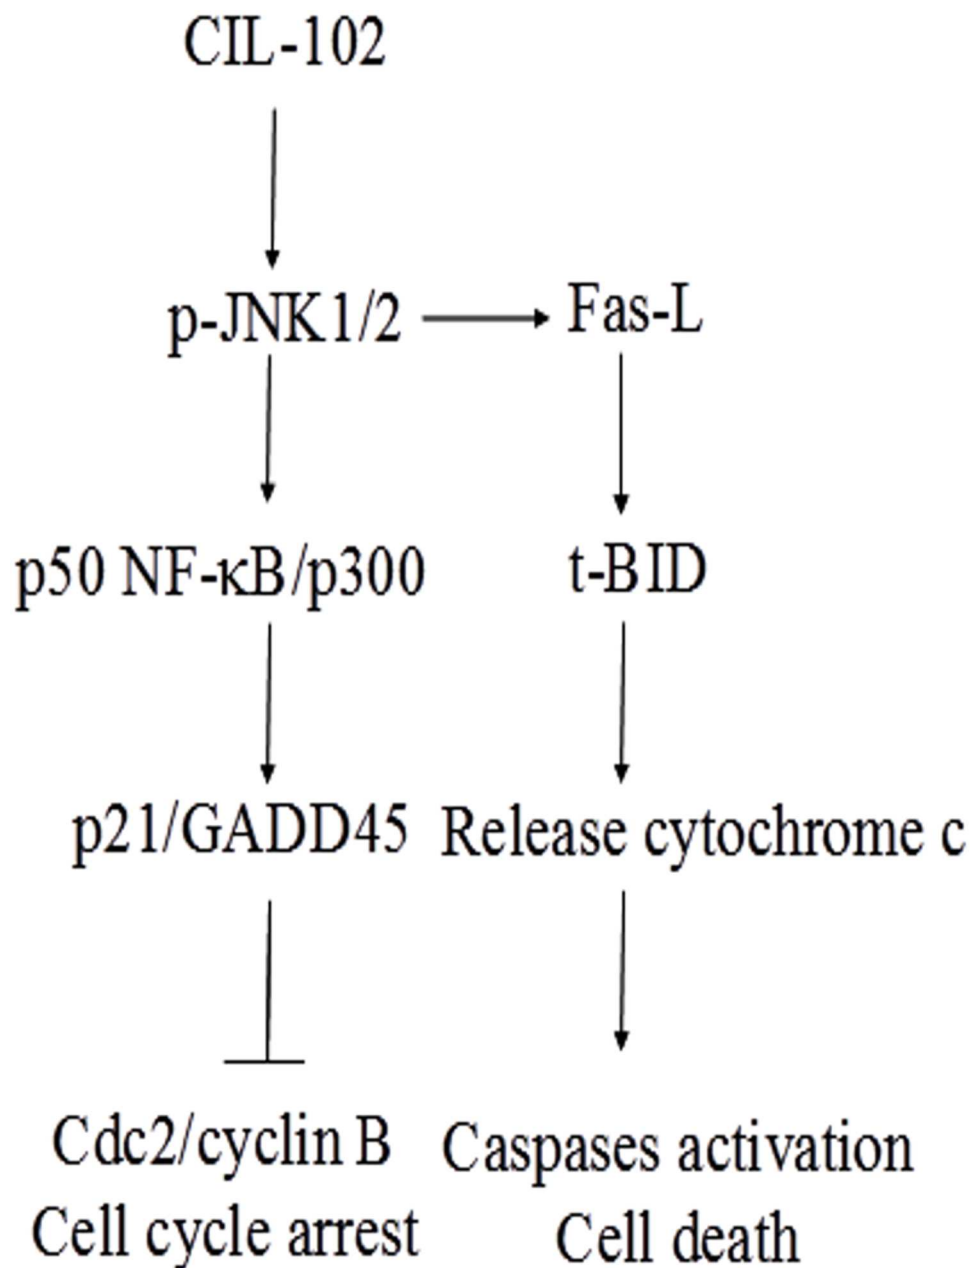 CIL-102
p-JNK1/2
Fas-L
p50 NF-κB/p300
t-BID
p21/GADD45
Release cytochrome c
Cdc2/cyclin B
Cell cycle arrest
Caspases activation
Cell death